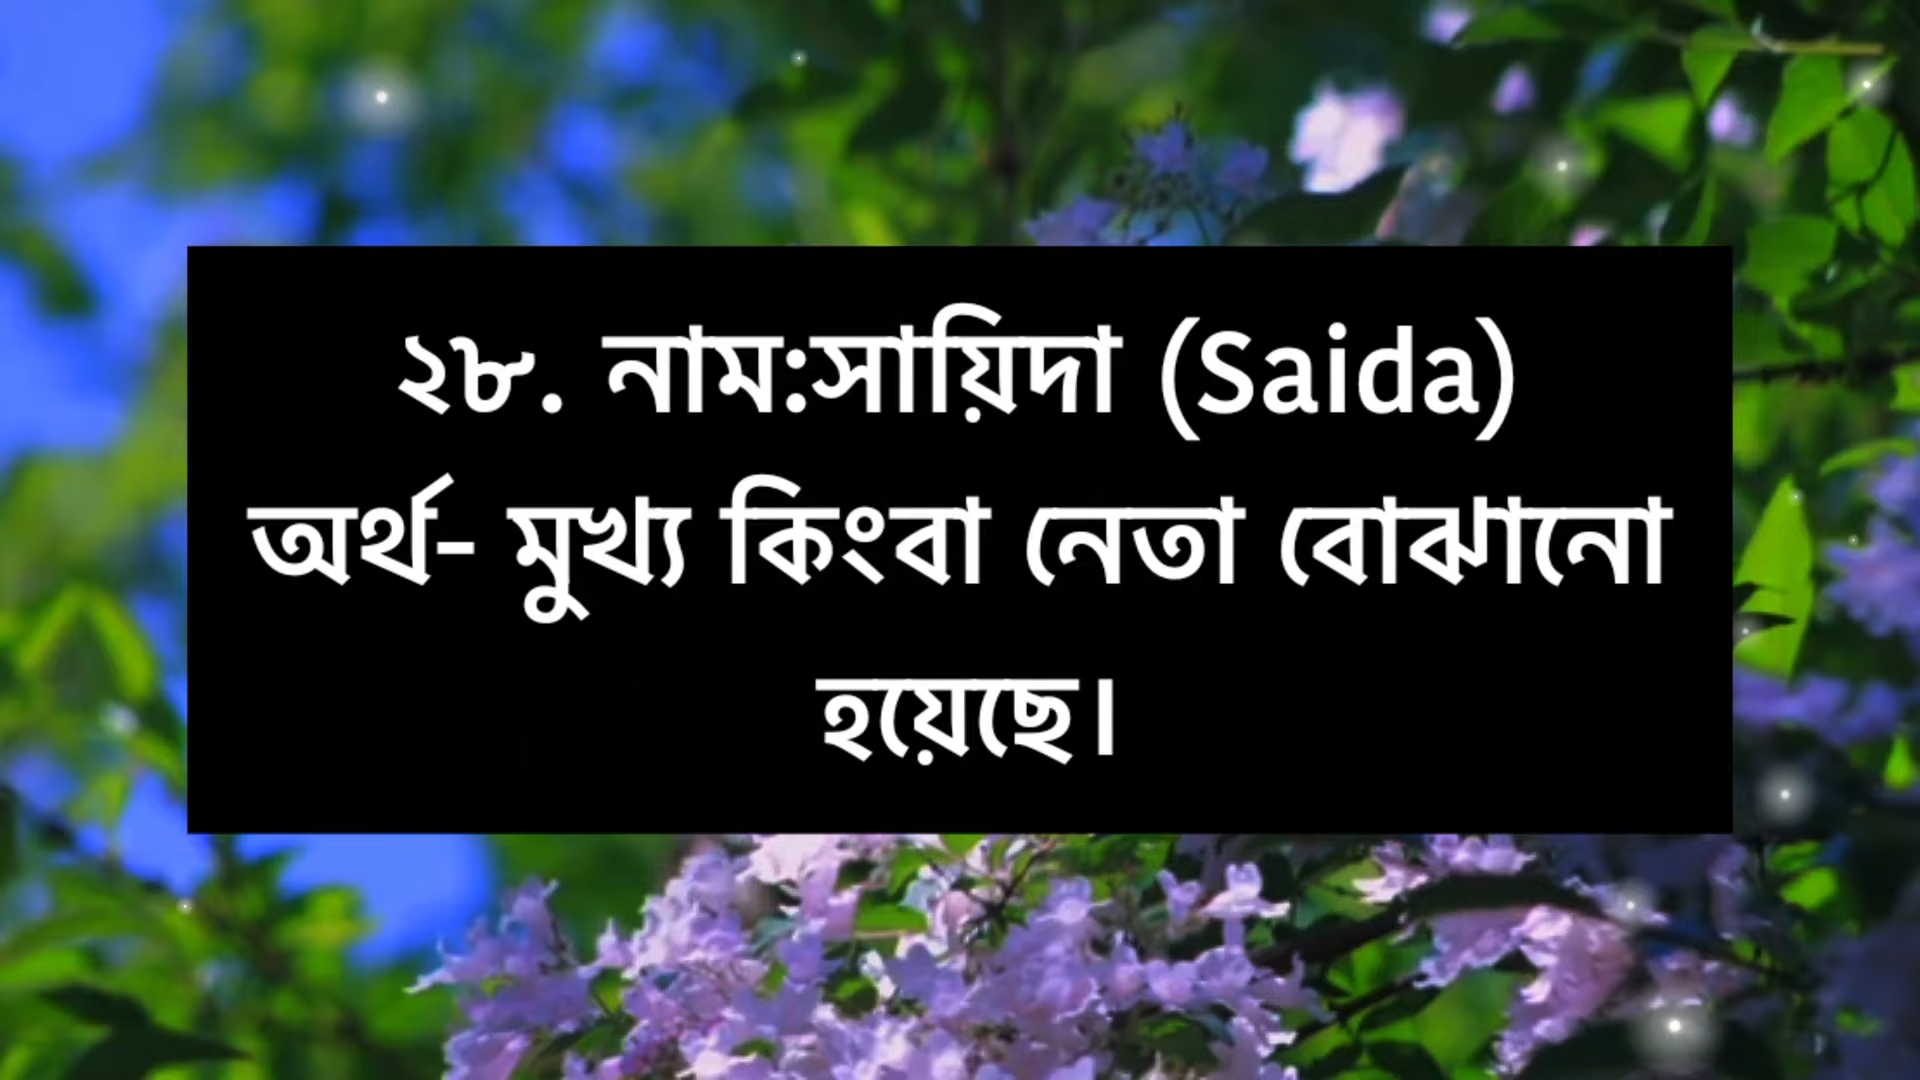 ২৮. নাম:সায়িদা (Saida)
অর্থ- মুখ্য কিংবা নেতা বোঝানো
হয়েছে।